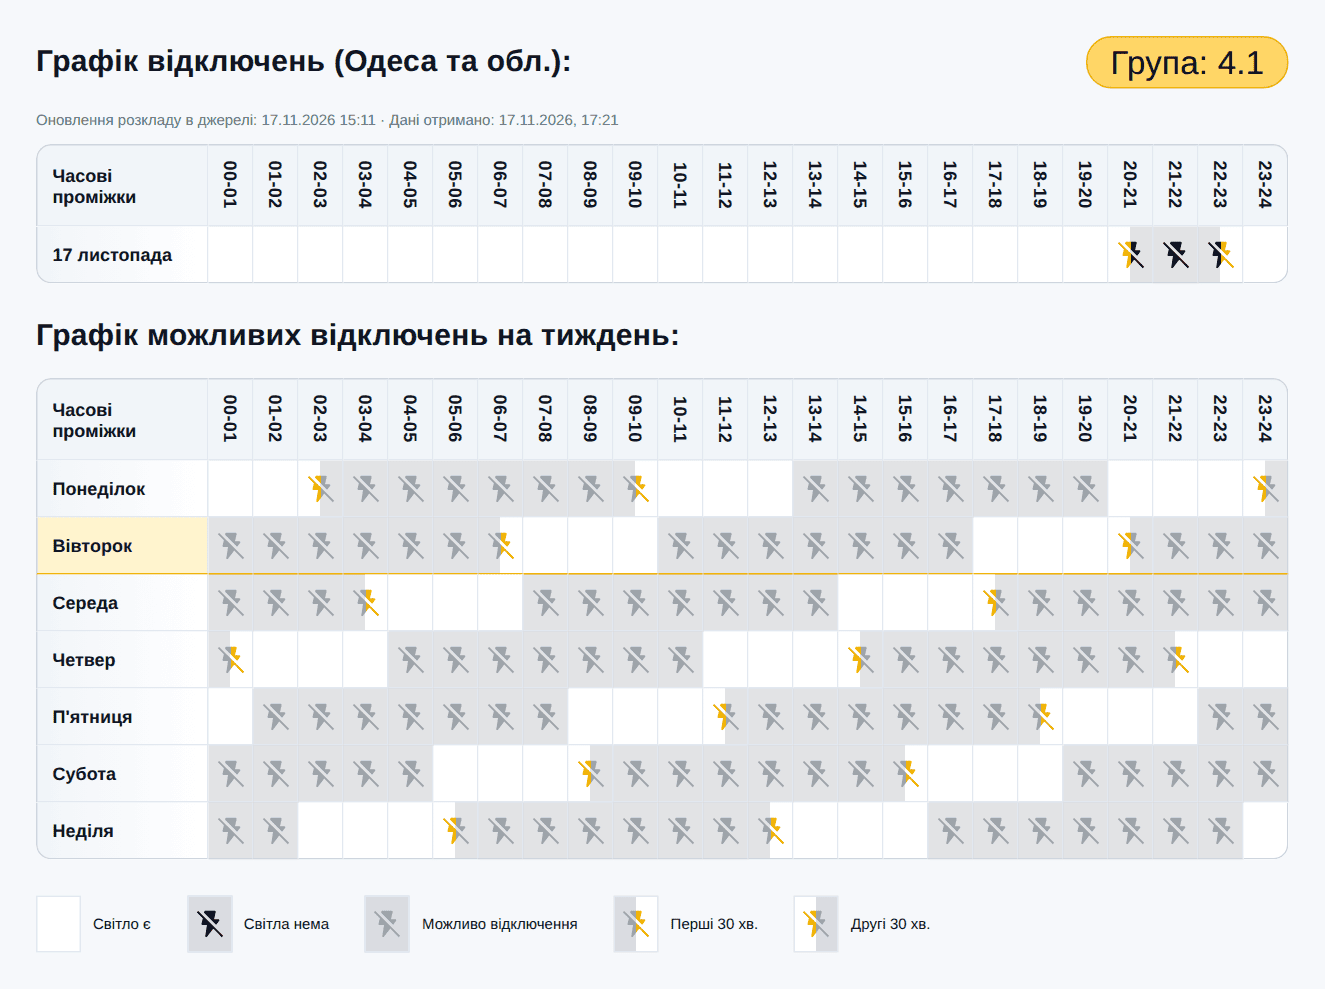 Графік відключень (Одеса та обл.):
Група: 4.1
Оновлення розкладу в джерелі: 17.11.2026 15:11 · Дані отримано: 17.11.2026, 17:21
Часові проміжки 00-01 01-02 02-03 03-04 04-05 05-06 06-07 07-08 08-09 09-10 10-11 11-12 12-13 13-14 14-15 15-16 16-17 17-18 18-19 19-20 20-21 21-22 22-23 23-24
17 листопада
Графік можливих відключень на тиждень:
Часові проміжки 00-01 01-02 02-03 03-04 04-05 05-06 06-07 07-08 08-09 09-10 10-11 11-12 12-13 13-14 14-15 15-16 16-17 17-18 18-19 19-20 20-21 21-22 22-23 23-24
Понеділок
Вівторок
Середа
Четвер
П'ятниця
Субота
Неділя
Світло є
Світла нема
Можливо відключення
Перші 30 хв.
Другі 30 хв.